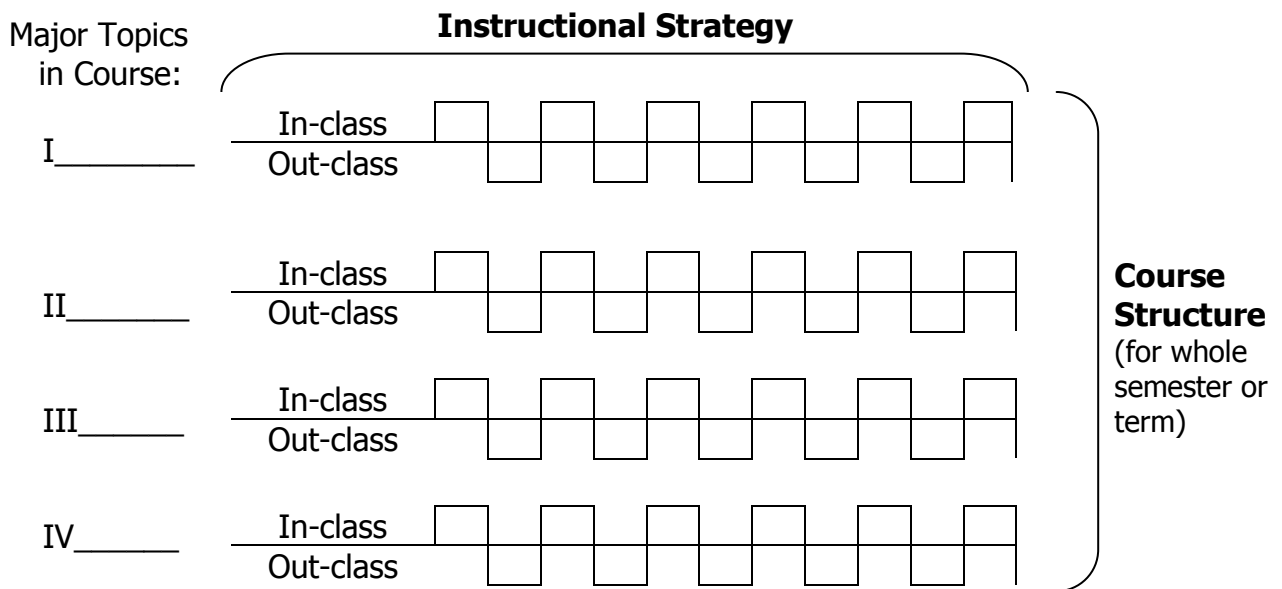 Instructional Strategy
Major Topics
in Course:
In-class
I________
Out-class
In-class
II_______
Out-class
In-class
III______
Out-class
In-class
IV______
Out-class
Course
Structure
(for whole
semester or
term)